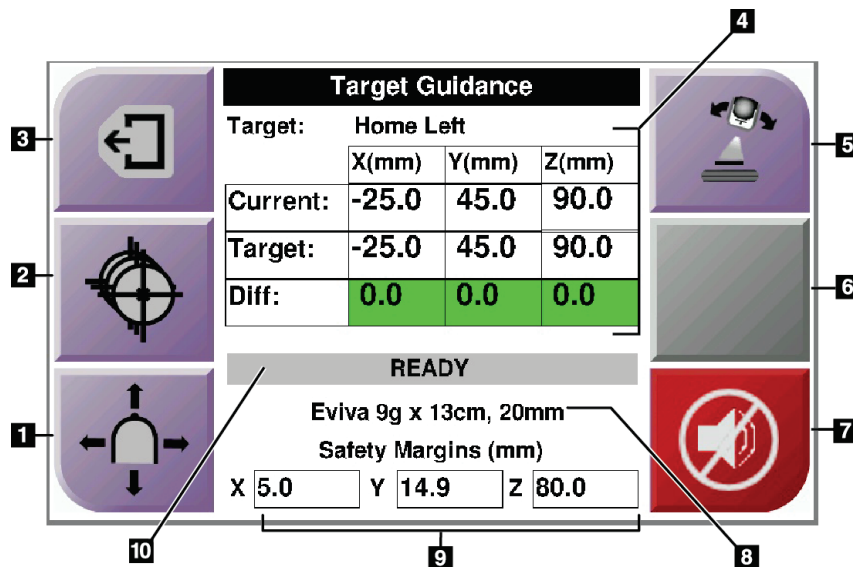 4
Target Guidance
Target: Home Left
X(mm) Y(mm) Z(mm)
Current: -25.0 45.0 90.0
Target: -25.0 45.0 90.0
Diff: 0.0 0.0 0.0
READY
Eviva 9g x 13cm, 20mm
Safety Margins (mm)
X 5.0 Y 14.9 Z 80.0
3
2
1
5
6
7
10
9
8